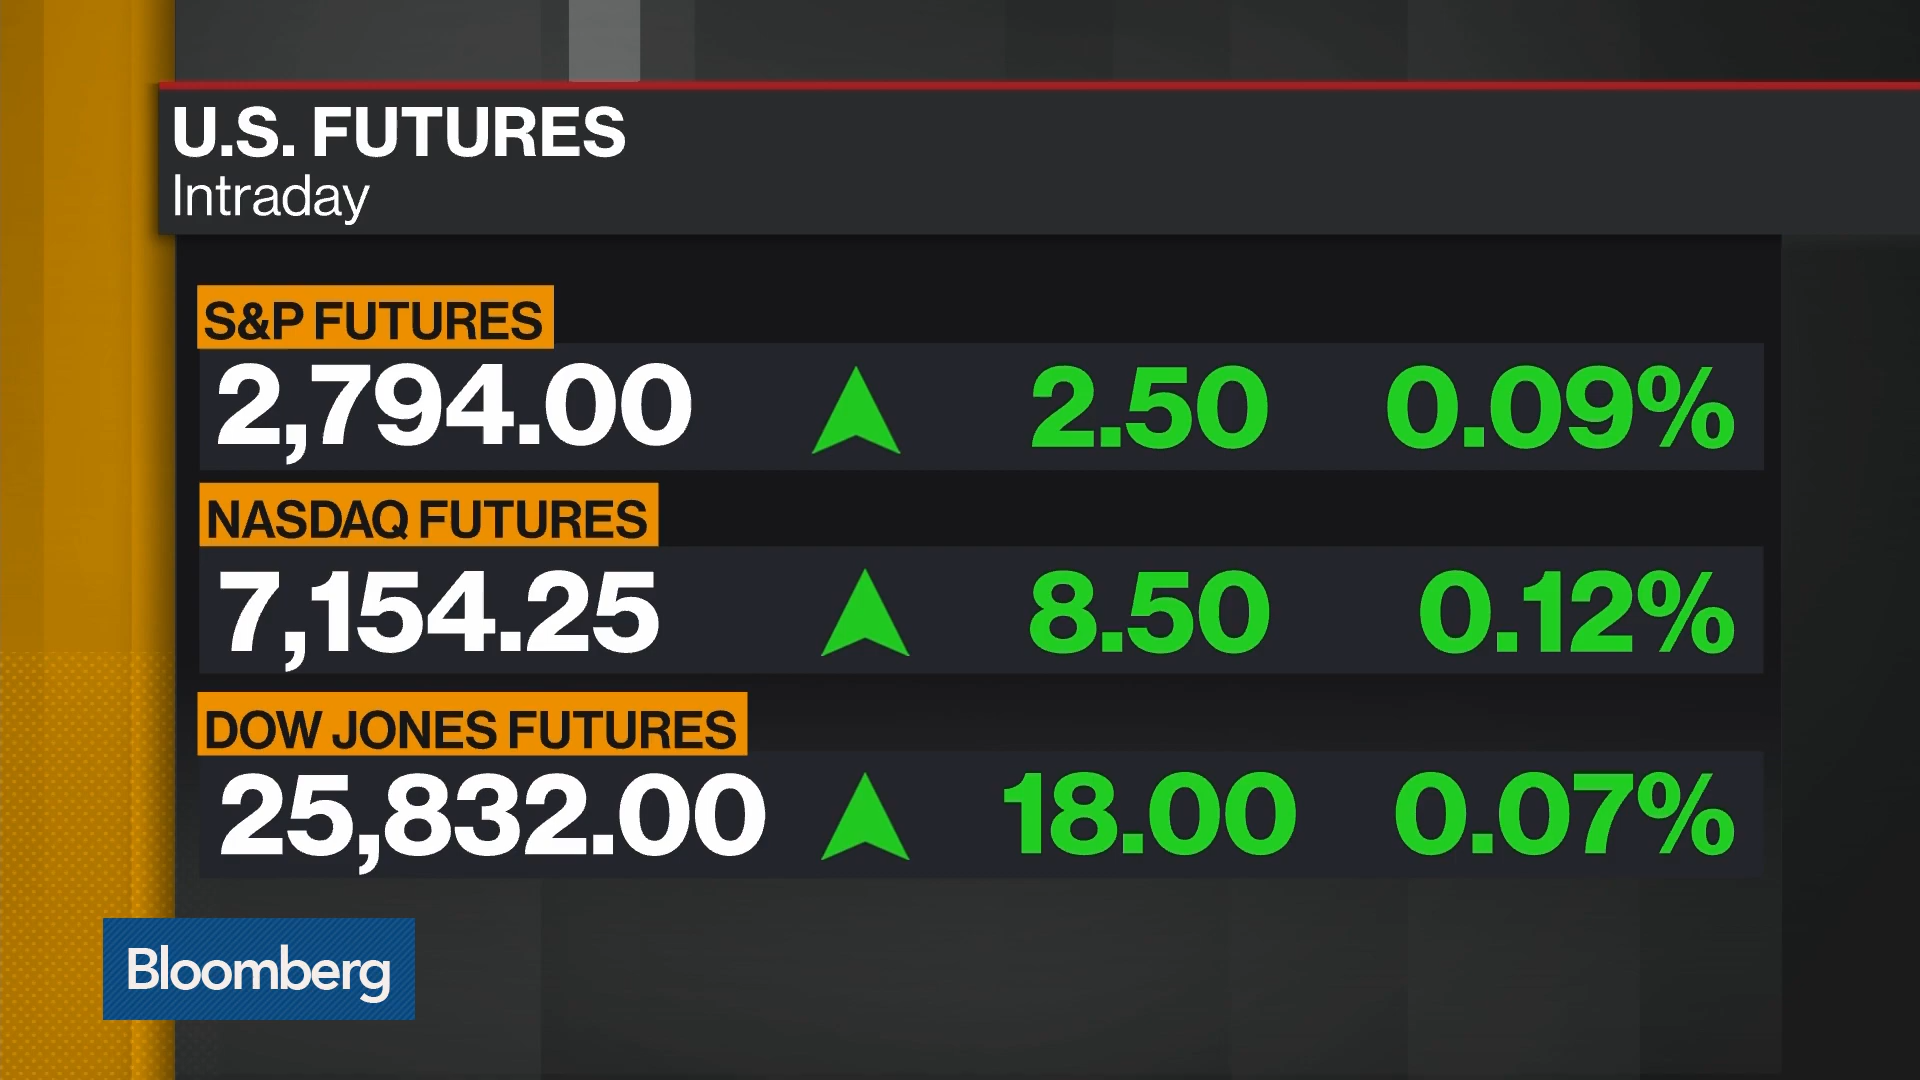 U.S. FUTURES
Intraday
S&P FUTURES
2,794.00 2.50 0.09%
NASDAQ FUTURES
7,154.25 8.50 0.12%
DOW JONES FUTURES
25,832.00 18.00 0.07%
Bloomberg